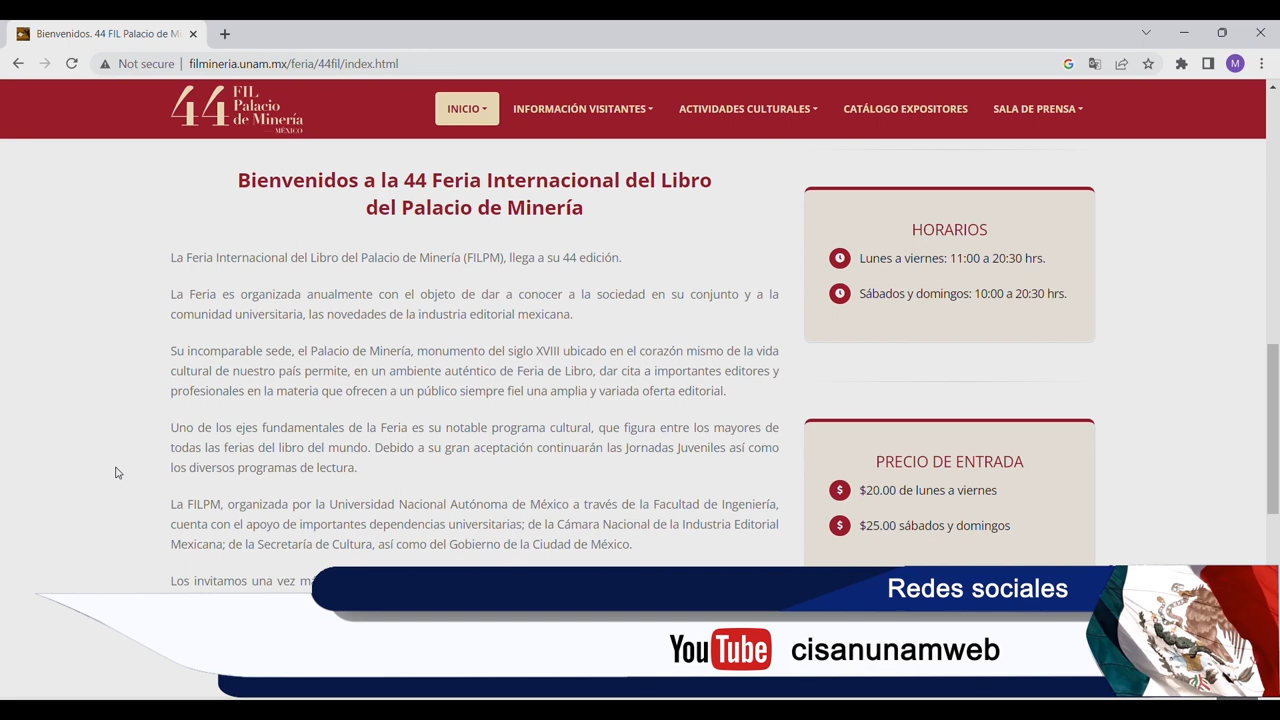 Bienvenidos. 44 FIL Palacio de Mi
Not secure
filmineria.unam.mx/feria/44fil/index.html
M
44 FIL
Palacio
de Minería
MÉXICO
INICIO
INFORMACIÓN VISITANTES
ACTIVIDADES CULTURALES
CATÁLOGO EXPOSITORES
SALA DE PRENSA
Bienvenidos a la 44 Feria Internacional del Libro
del Palacio de Minería
La Feria Internacional del Libro del Palacio de Minería (FILPM), llega a su 44 edición.
La Feria es organizada anualmente con el objeto de dar a conocer a la sociedad en su conjunto y a la
comunidad universitaria, las novedades de la industria editorial mexicana.
Su incomparable sede, el Palacio de Minería, monumento del siglo XVIII ubicado en el corazón mismo de la vida
cultural de nuestro país permite, en un ambiente auténtico de Feria de Libro, dar cita a importantes editores y
profesionales en la materia que ofrecen a un público siempre fiel una amplia y variada oferta editorial.
Uno de los ejes fundamentales de la Feria es su notable programa cultural, que figura entre los mayores de
todas las ferias del libro del mundo. Debido a su gran aceptación continuarán las Jornadas Juveniles así como
los diversos programas de lectura.
La FILPM, organizada por la Universidad Nacional Autónoma de México a través de la Facultad de Ingeniería,
cuenta con el apoyo de importantes dependencias universitarias; de la Cámara Nacional de la Industria Editorial
Mexicana; de la Secretaría de Cultura, así como del Gobierno de la Ciudad de México.
Los invitamos una vez
HORARIOS
Lunes a viernes: 11:00 a 20:30 hrs.
Sábados y domingos: 10:00 a 20:30 hrs.
PRECIO DE ENTRADA
$20.00 de lunes a viernes
$25.00 sábados y domingos
Redes sociales
YouTube cisanunamweb